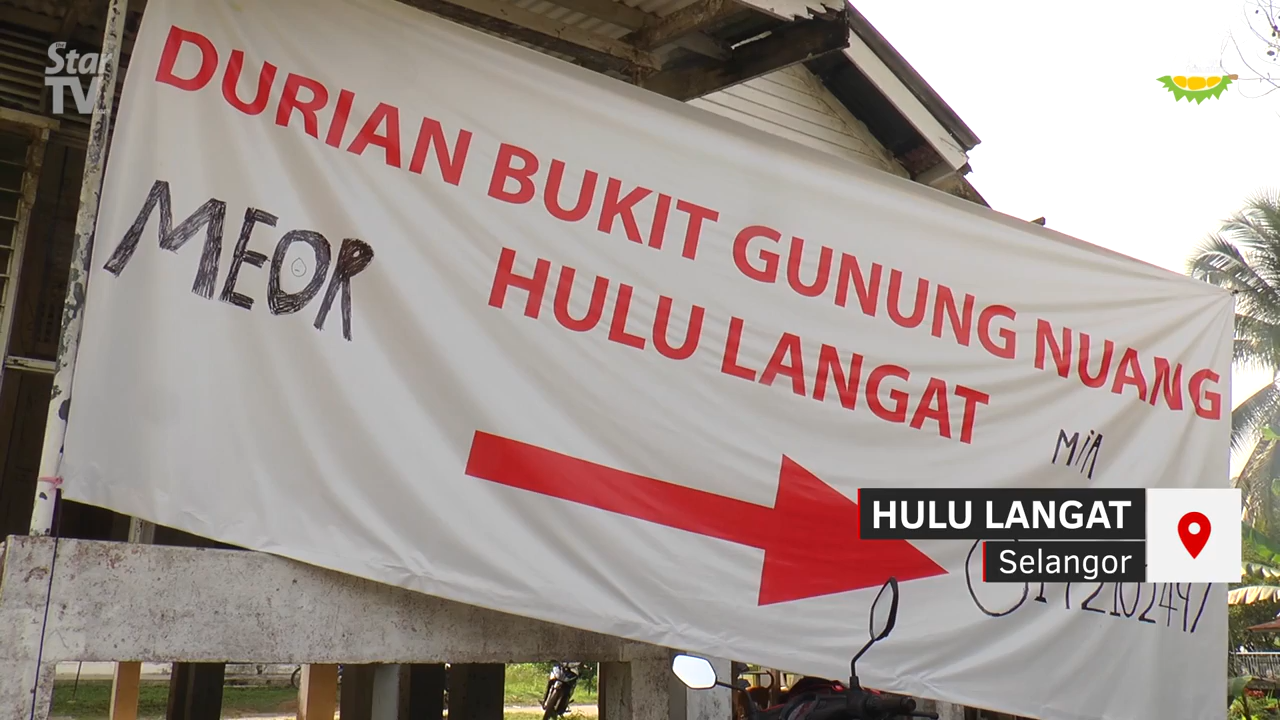 the Star
TV
DURIAN BUKIT GUNUNG NUANG
HULU LANGAT
MEOR
MiA
HULU LANGAT
Selangor